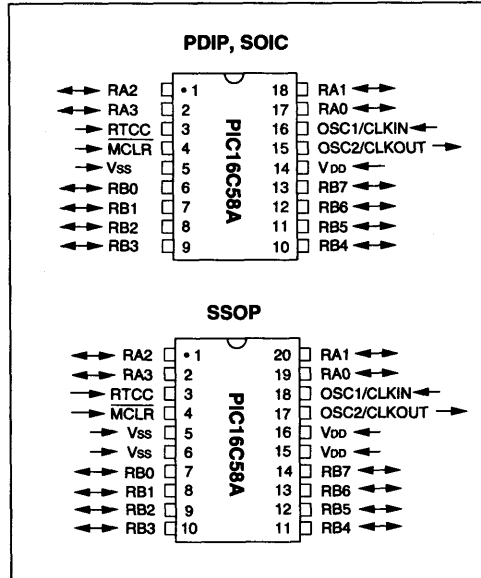 PDIP, SOIC
RA2 • 1 18 RA1
RA3 2 17 RA0
RTCC 3 16 OSC1/CLKIN
MCLR 4 15 OSC2/CLKOUT
Vss 5 14 VDD
RB0 6 13 RB7
RB1 7 12 RB6
RB2 8 11 RB5
RB3 9 10 RB4
PIC16C58A
SSOP
RA2 • 1 20 RA1
RA3 2 19 RA0
RTCC 3 18 OSC1/CLKIN
MCLR 4 17 OSC2/CLKOUT
Vss 5 16 VDD
Vss 6 15 VDD
RB0 7 14 RB7
RB1 8 13 RB6
RB2 9 12 RB5
RB3 10 11 RB4
PIC16C58A